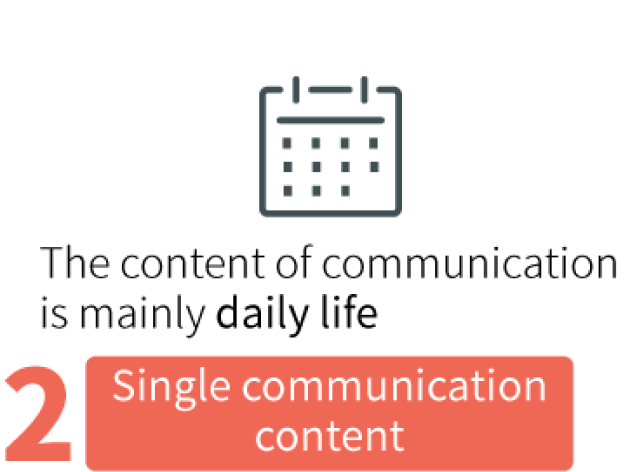 The content of communication
is mainly daily life
2
Single communication
content